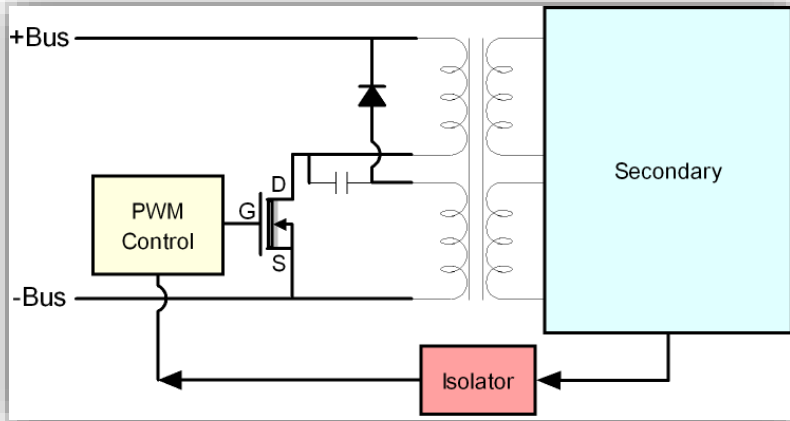 +Bus
Secondary
D
PWM
Control
G
S
-Bus
Isolator